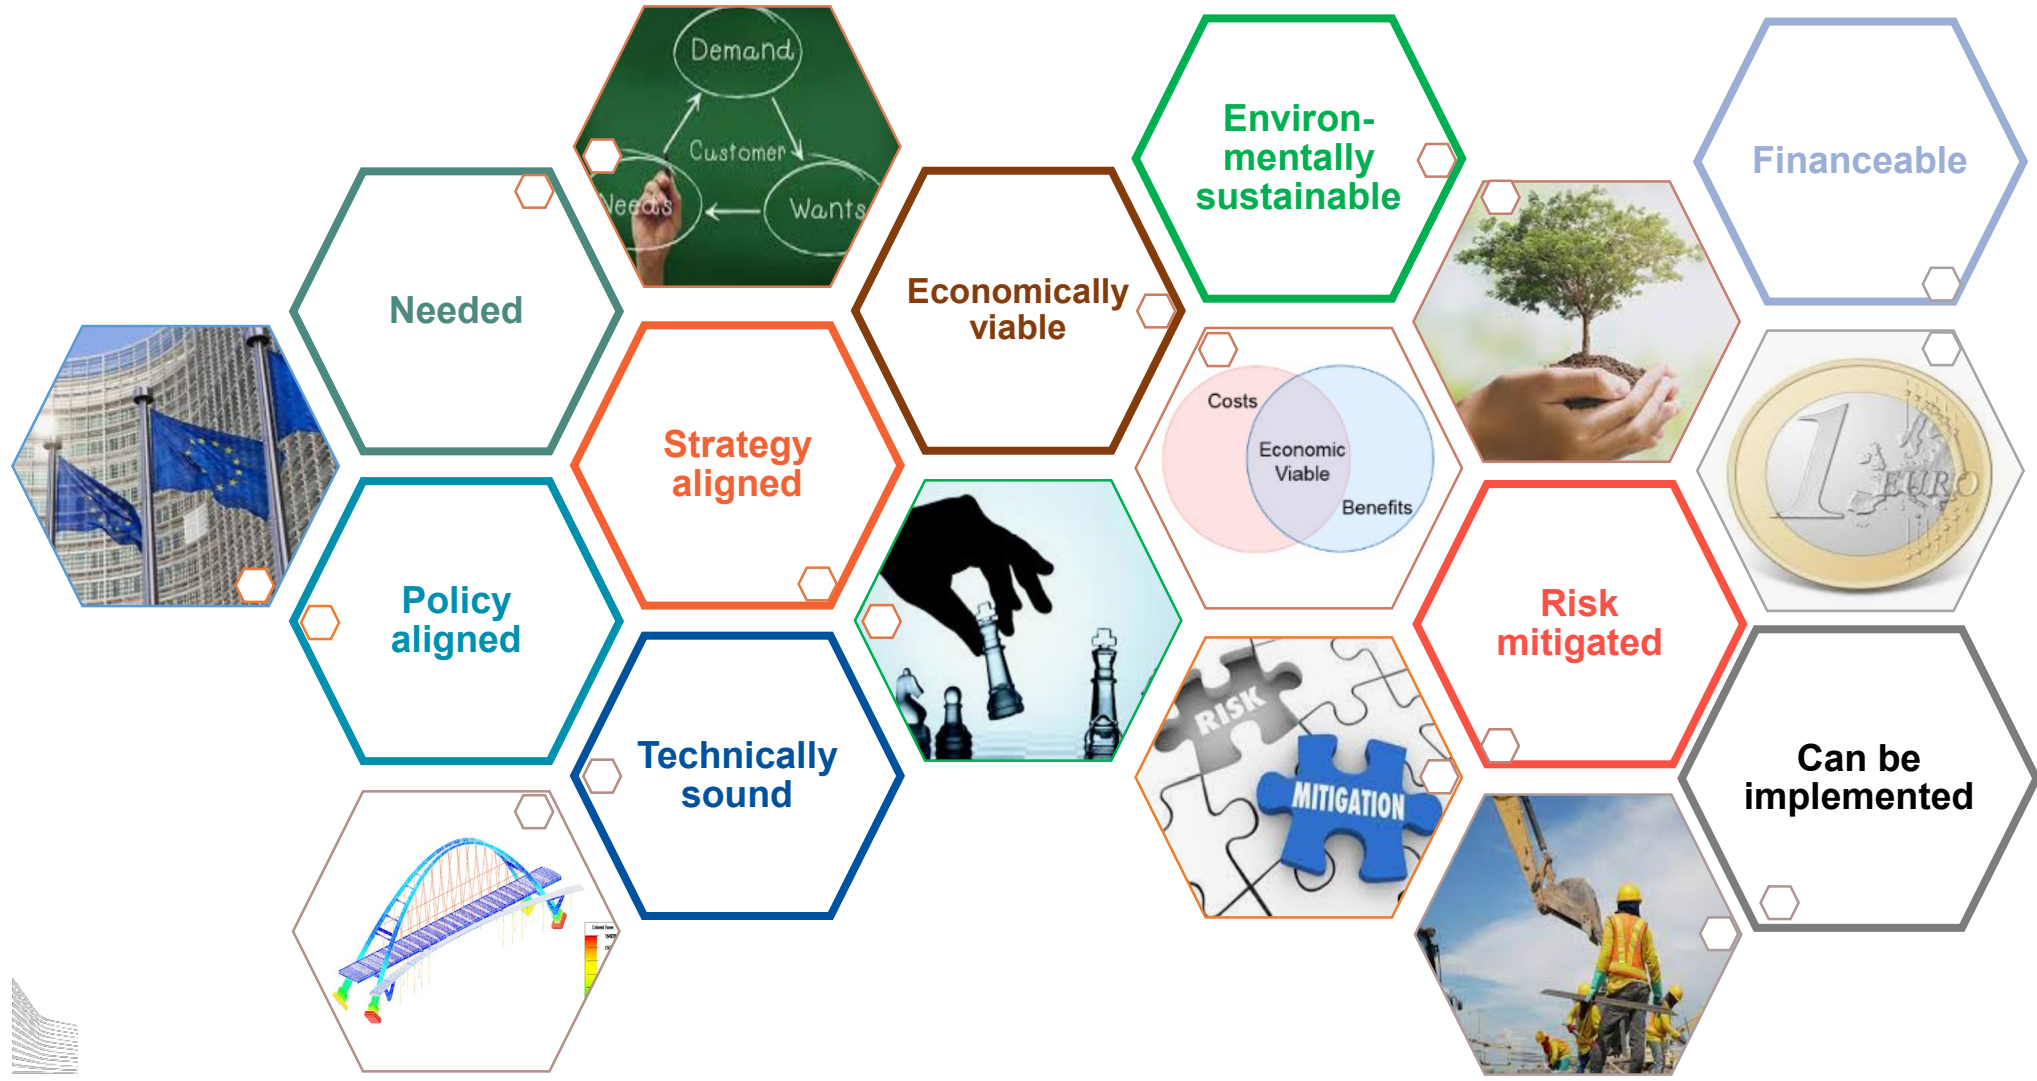 Demand
Customer
Needs
Wants
Needed
Economically
viable
Environ-
mentally
sustainable
Financeable
Strategy
aligned
Costs
Economic
Viable
Benefits
1
EURO
Policy
aligned
Risk
mitigated
Technically
sound
RISK
MITIGATION
Can be
implemented